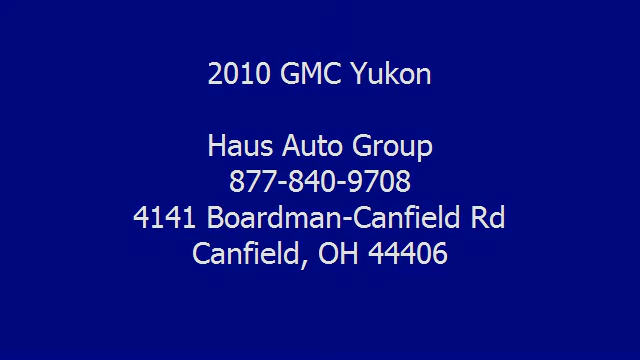 2010 GMC Yukon
Haus Auto Group
877-840-9708
4141 Boardman-Canfield Rd
Canfield, OH 44406